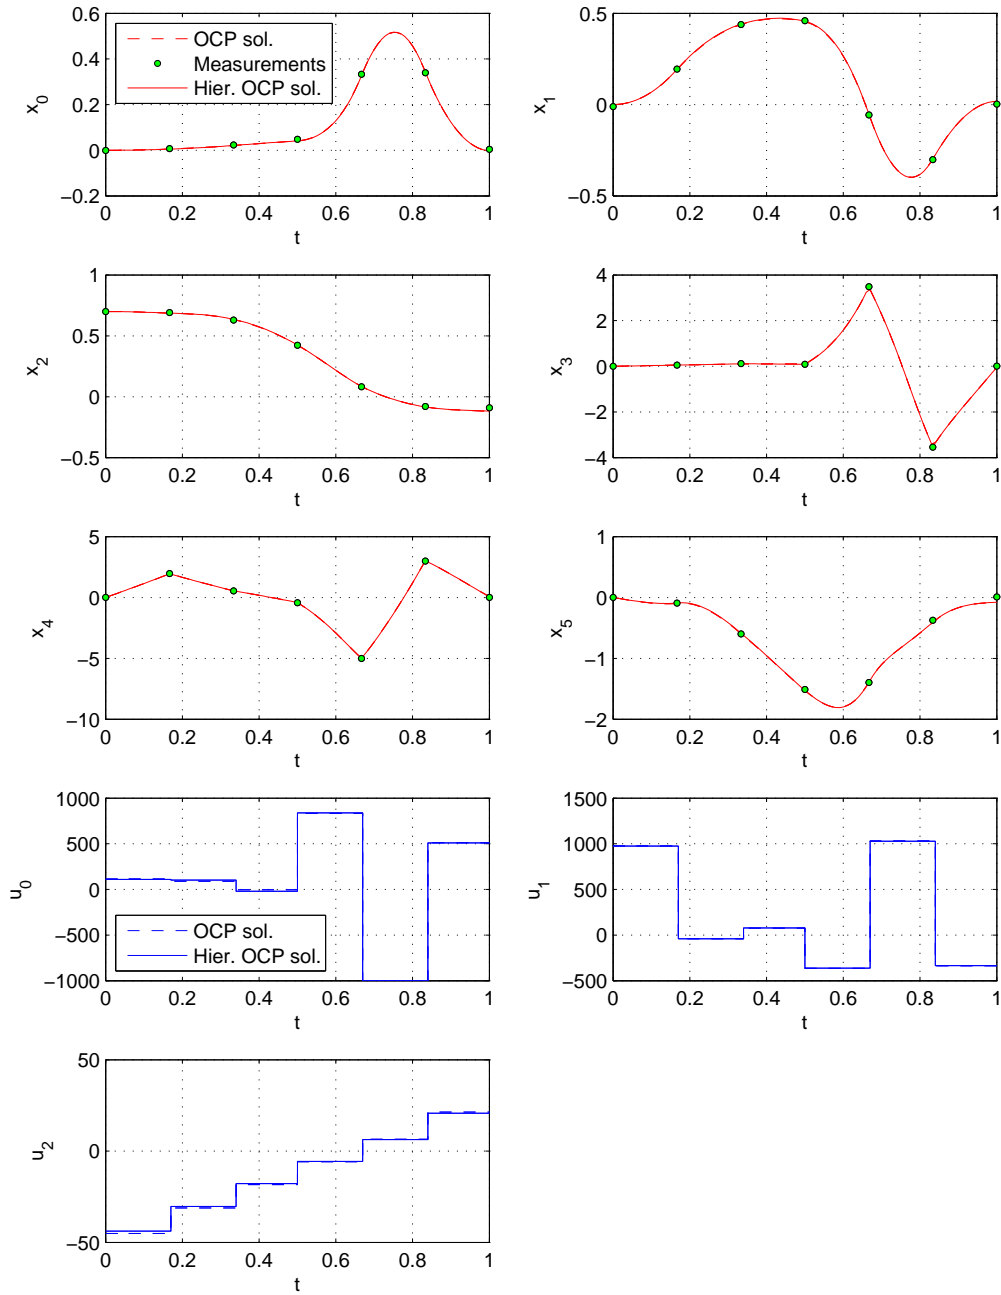 0.6
0.4
0.2
0
−0.2
x0
OCP sol.
Measurements
Hier. OCP sol.
0 0.2 0.4 0.6 0.8 1
t
0.5
0
−0.5
x1
0 0.2 0.4 0.6 0.8 1
t
1
0.5
0
−0.5
x2
0 0.2 0.4 0.6 0.8 1
t
4
2
0
−2
−4
x3
0 0.2 0.4 0.6 0.8 1
t
5
0
−5
−10
x4
0 0.2 0.4 0.6 0.8 1
t
0
−1
−2
x5
0 0.2 0.4 0.6 0.8 1
t
1000
500
0
−500
−1000
u0
OCP sol.
Hier. OCP sol.
0 0.2 0.4 0.6 0.8 1
t
1500
1000
500
0
−500
u1
0 0.2 0.4 0.6 0.8 1
t
50
0
−50
u2
0 0.2 0.4 0.6 0.8 1
t